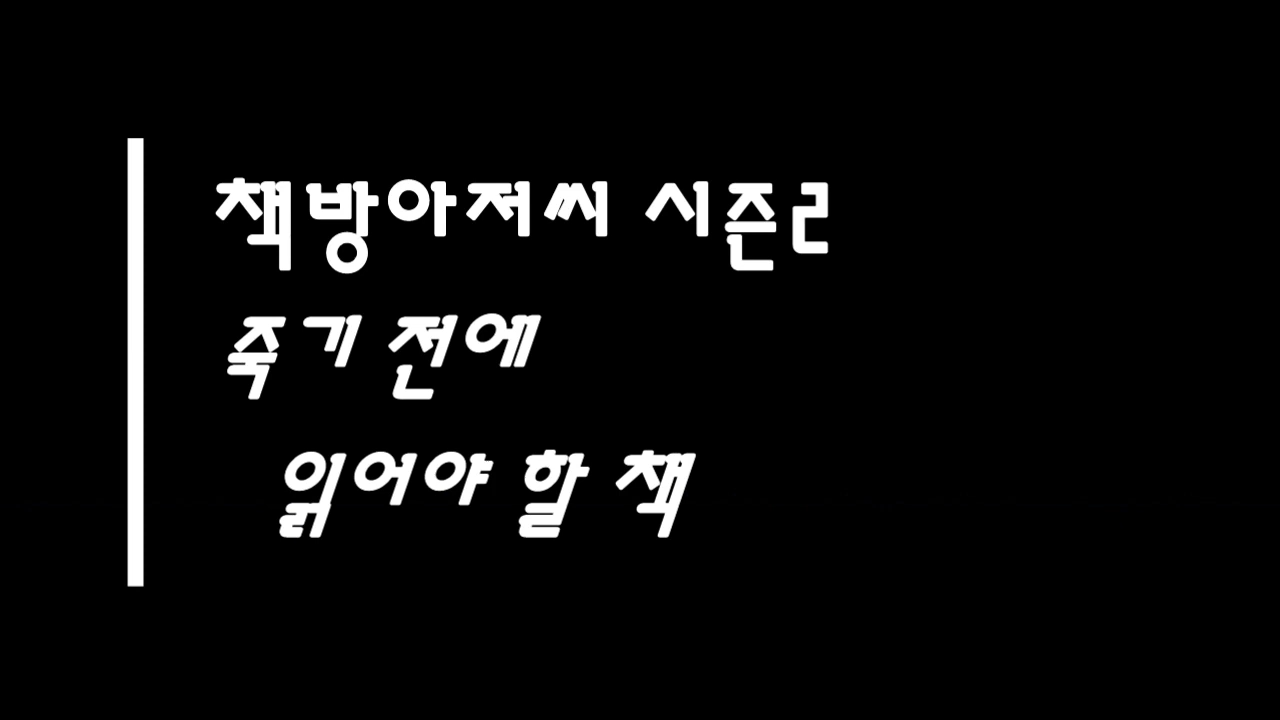 책방아저씨 시즌2
죽기 전에
읽어야 할 책